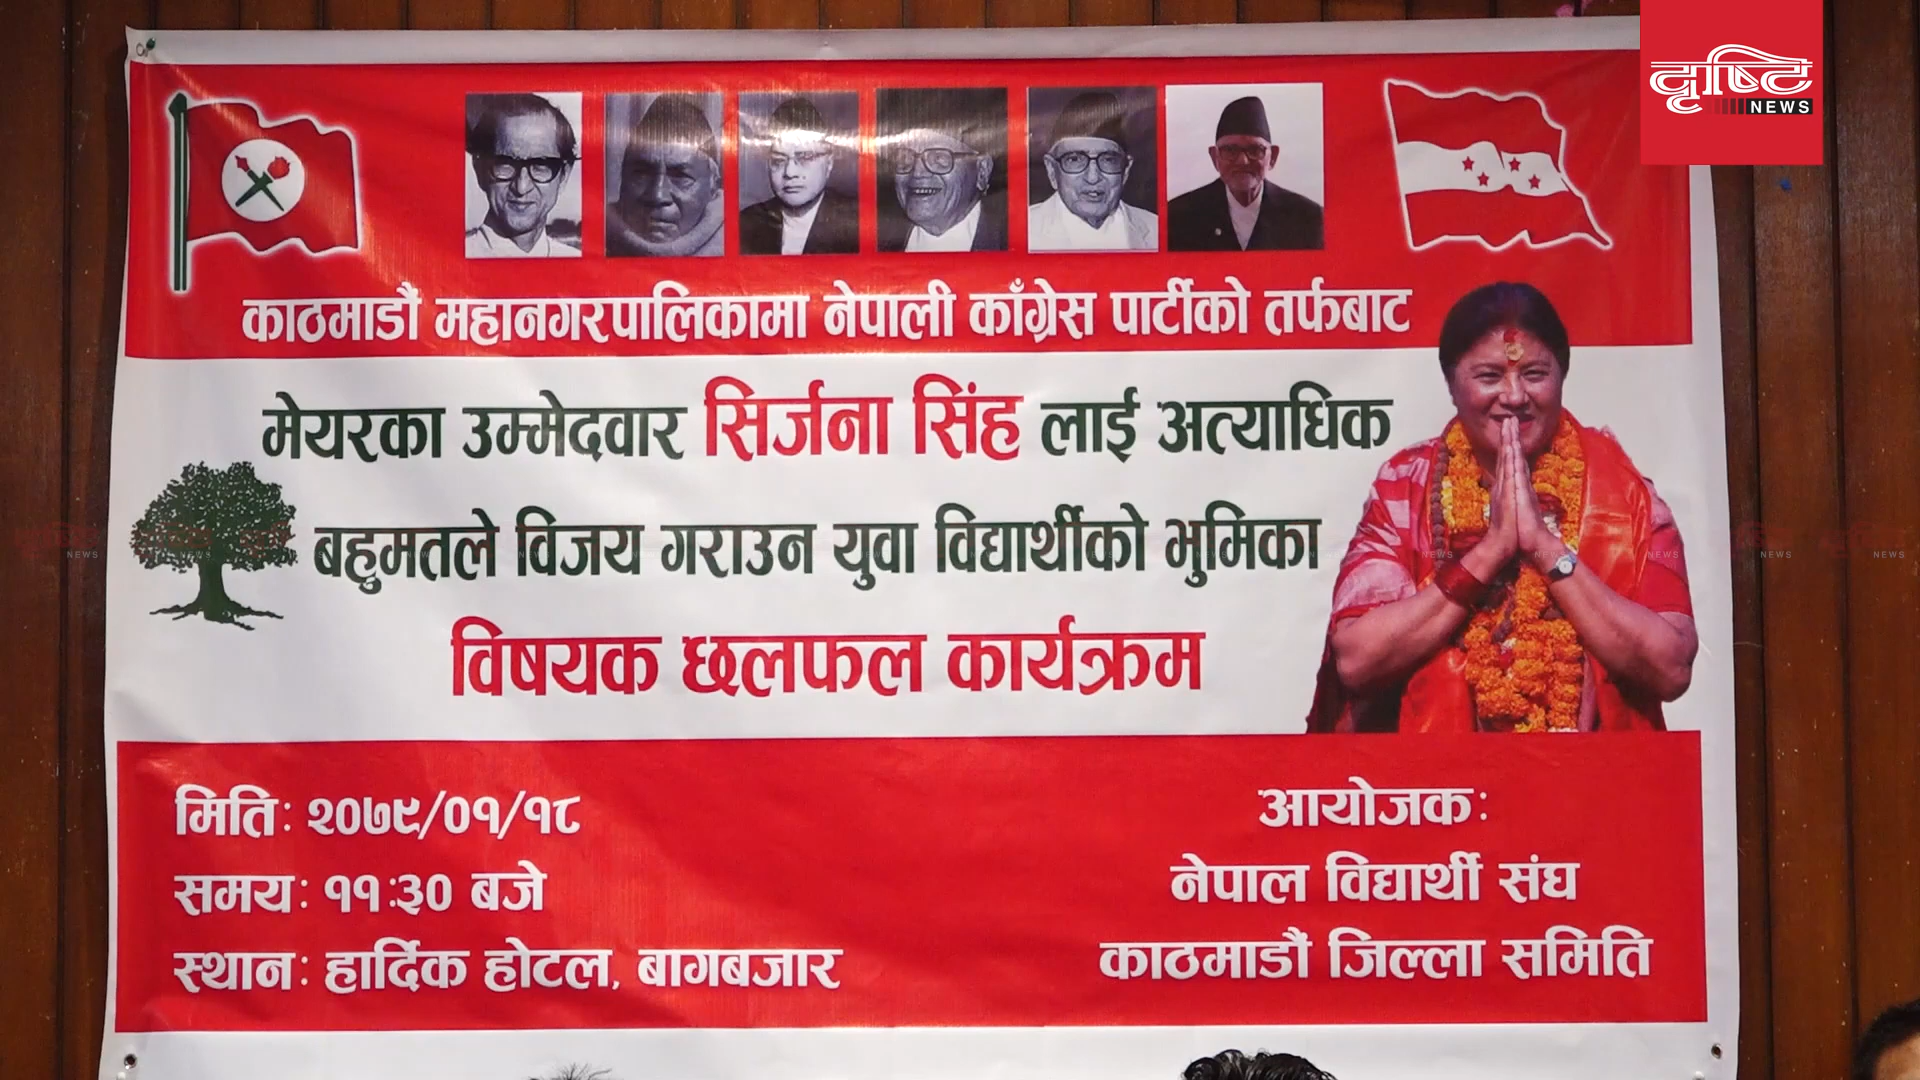 दृष्टि
NEWS
काठमाडौं महानगरपालिकामा नेपाली काँग्रेस पार्टीको तर्फबाट
मेयरका उम्मेदवार सिर्जना सिंह लाई अत्याधिक
बहुमतले विजय गराउन युवा विद्यार्थीको भुमिका
विषयक छलफल कार्यक्रम
मिति: २०७९/०१/१८
समय: ११:३० बजे
स्थान: हार्दिक होटल, बागबजार
आयोजक:
नेपाल विद्यार्थी संघ
काठमाडौं जिल्ला समिति